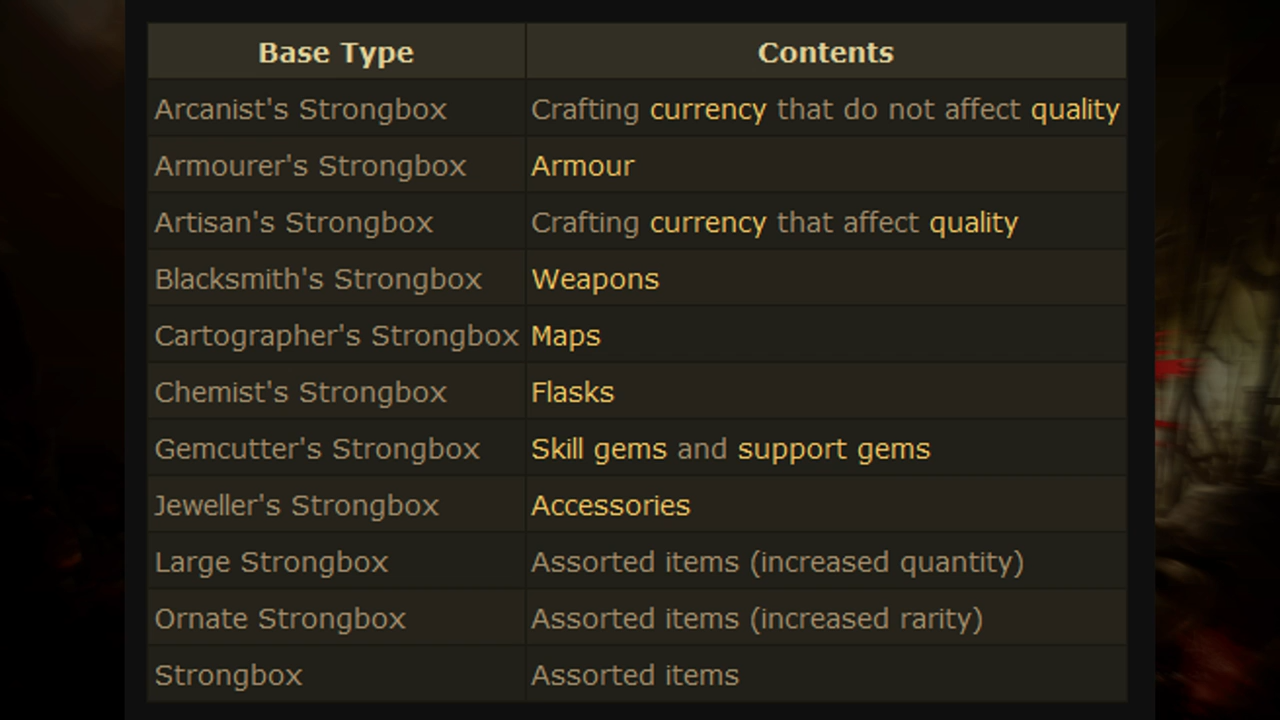 Base Type Contents
Arcanist's Strongbox Crafting currency that do not affect quality
Armourer's Strongbox Armour
Artisan's Strongbox Crafting currency that affect quality
Blacksmith's Strongbox Weapons
Cartographer's Strongbox Maps
Chemist's Strongbox Flasks
Gemcutter's Strongbox Skill gems and support gems
Jeweller's Strongbox Accessories
Large Strongbox Assorted items (increased quantity)
Ornate Strongbox Assorted items (increased rarity)
Strongbox Assorted items